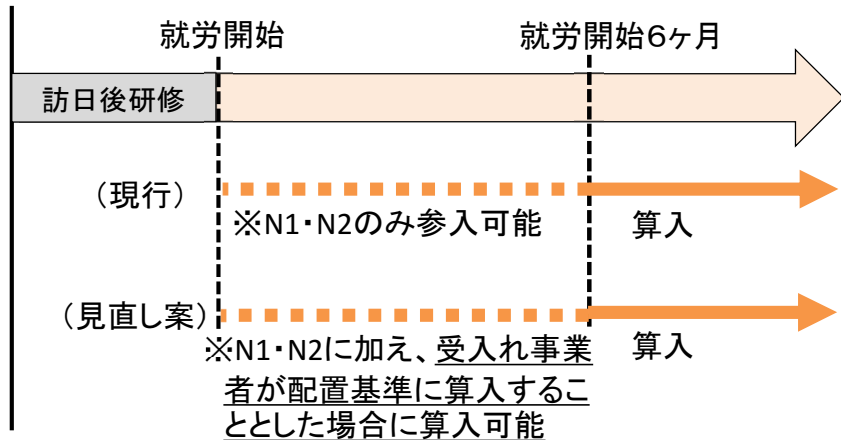 就労開始
就労開始6ヶ月
訪日後研修
（現行）
※N1・N2のみ参入可能
算入
（見直し案）
※N1・N2に加え、受入れ事業
者が配置基準に算入するこ
ととした場合に算入可能
算入